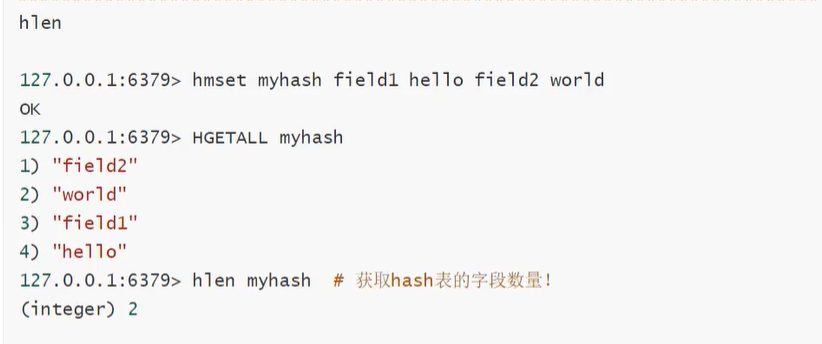 hlen
127.0.0.1:6379> hmset myhash field1 hello field2 world
OK
127.0.0.1:6379> HGETALL myhash
1) "field2"
2) "world"
3) "field1"
4) "hello"
127.0.0.1:6379> hlen myhash  # 获取hash表的字段数量！
(integer) 2